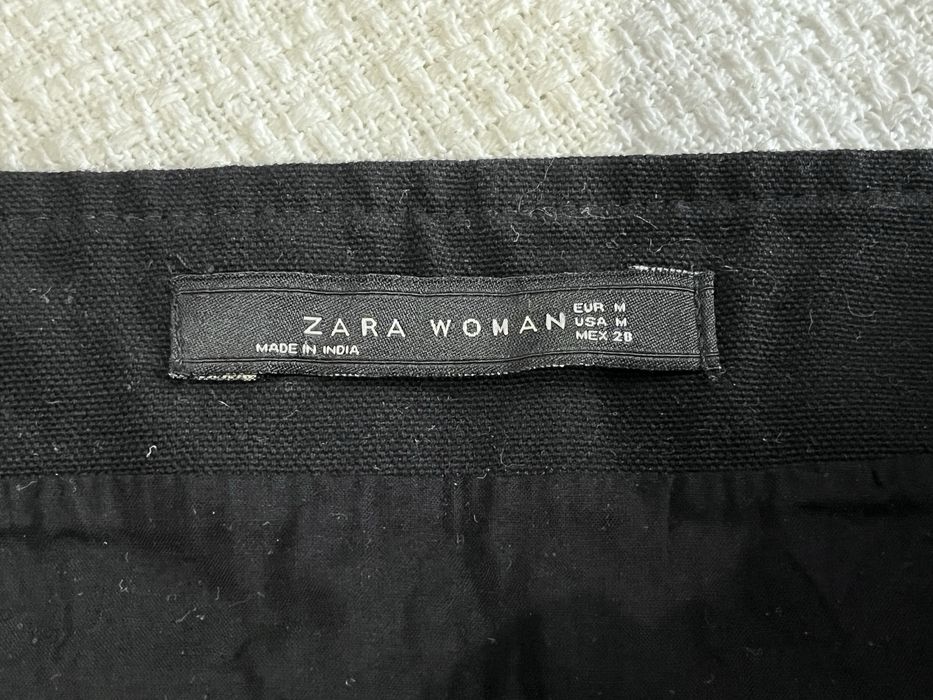 ZARA WOMAN
MADE IN INDIA
EUR M
USA M
MEX 28